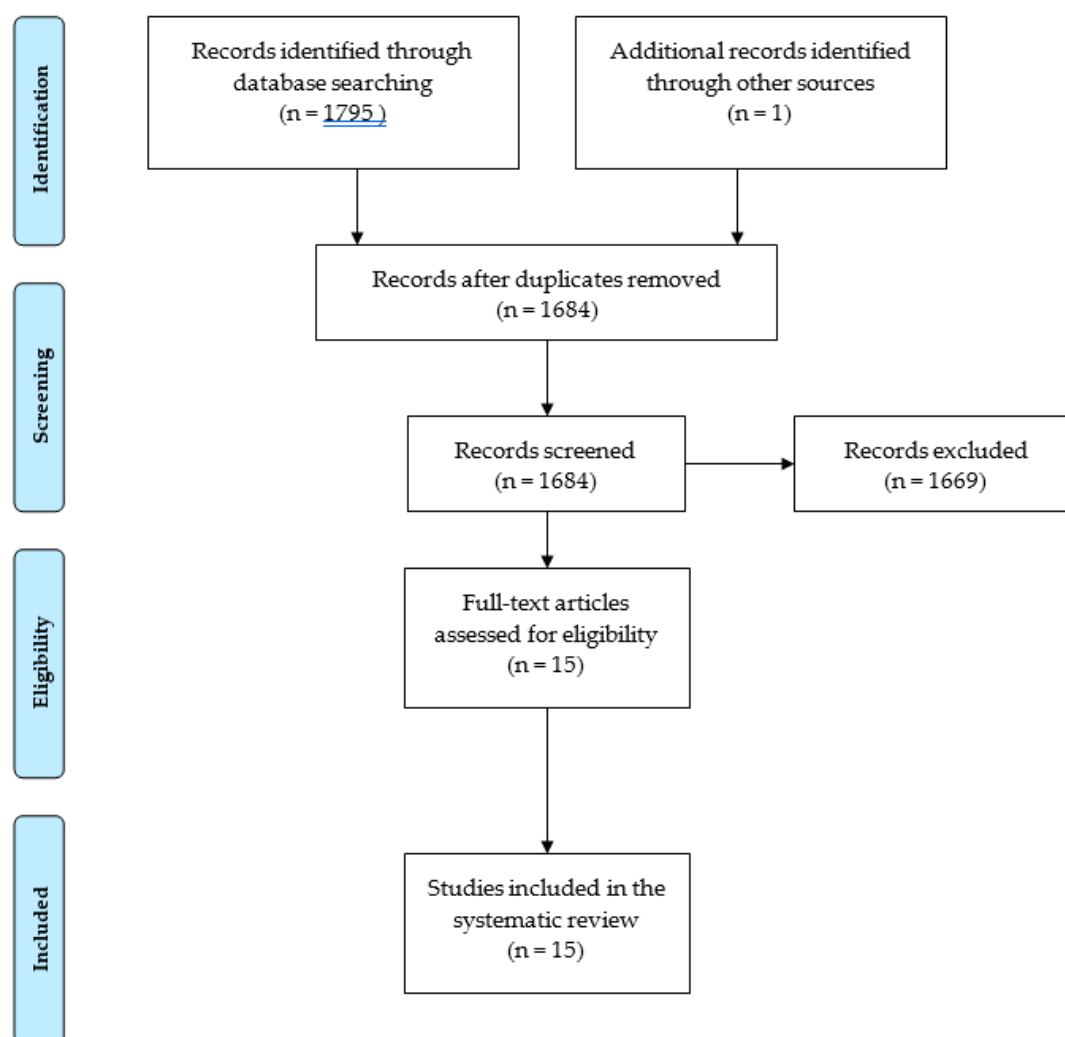 Identification
Records identified through
database searching
(n = 1795 )
Additional records identified
through other sources
(n = 1)
Records after duplicates removed
(n = 1684)
Screening
Records screened
(n = 1684)
Records excluded
(n = 1669)
Eligibility
Full-text articles
assessed for eligibility
(n = 15)
Included
Studies included in the
systematic review
(n = 15)